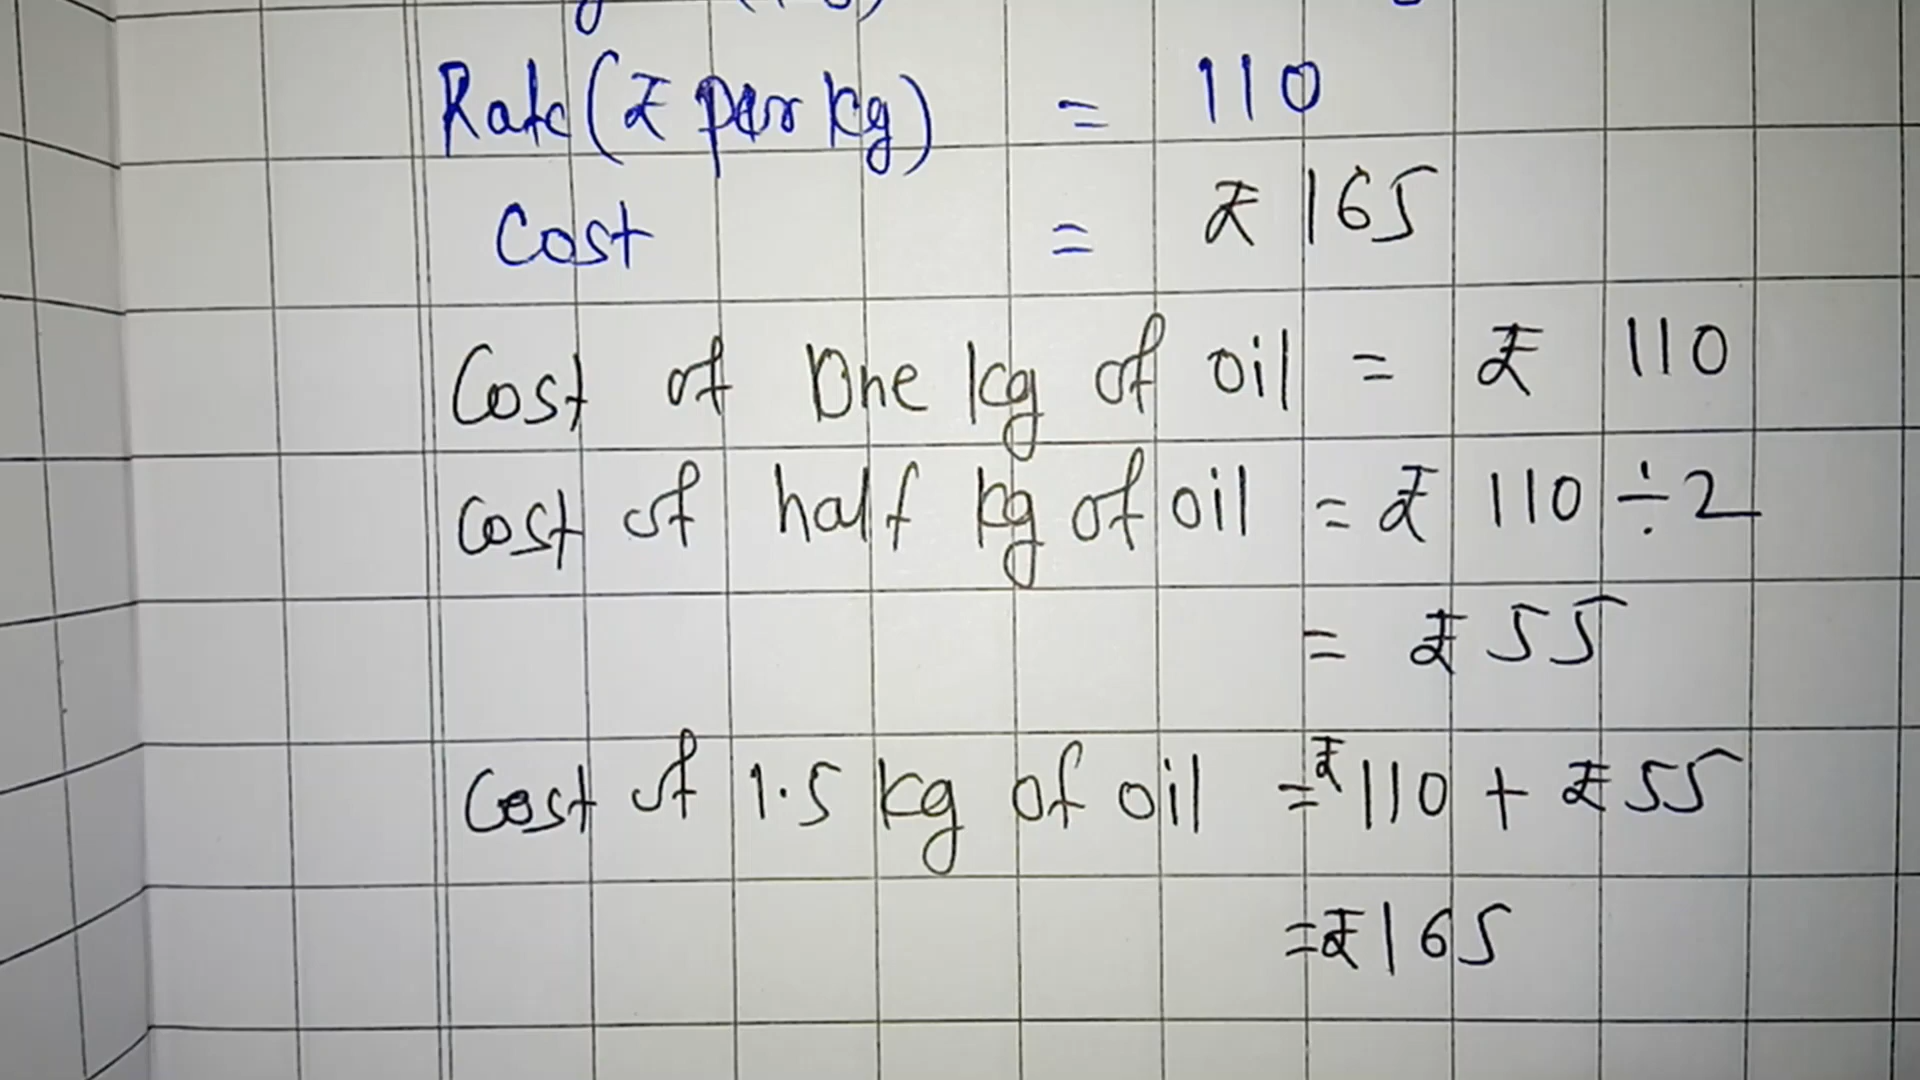 Rate (₹ per kg) = 110
Cost = ₹ 165
Cost of One kg of oil = ₹ 110
Cost of half kg of oil = ₹ 110 ÷ 2
= ₹ 55
Cost of 1.5 kg of oil = ₹ 110 + ₹ 55
= ₹ 165